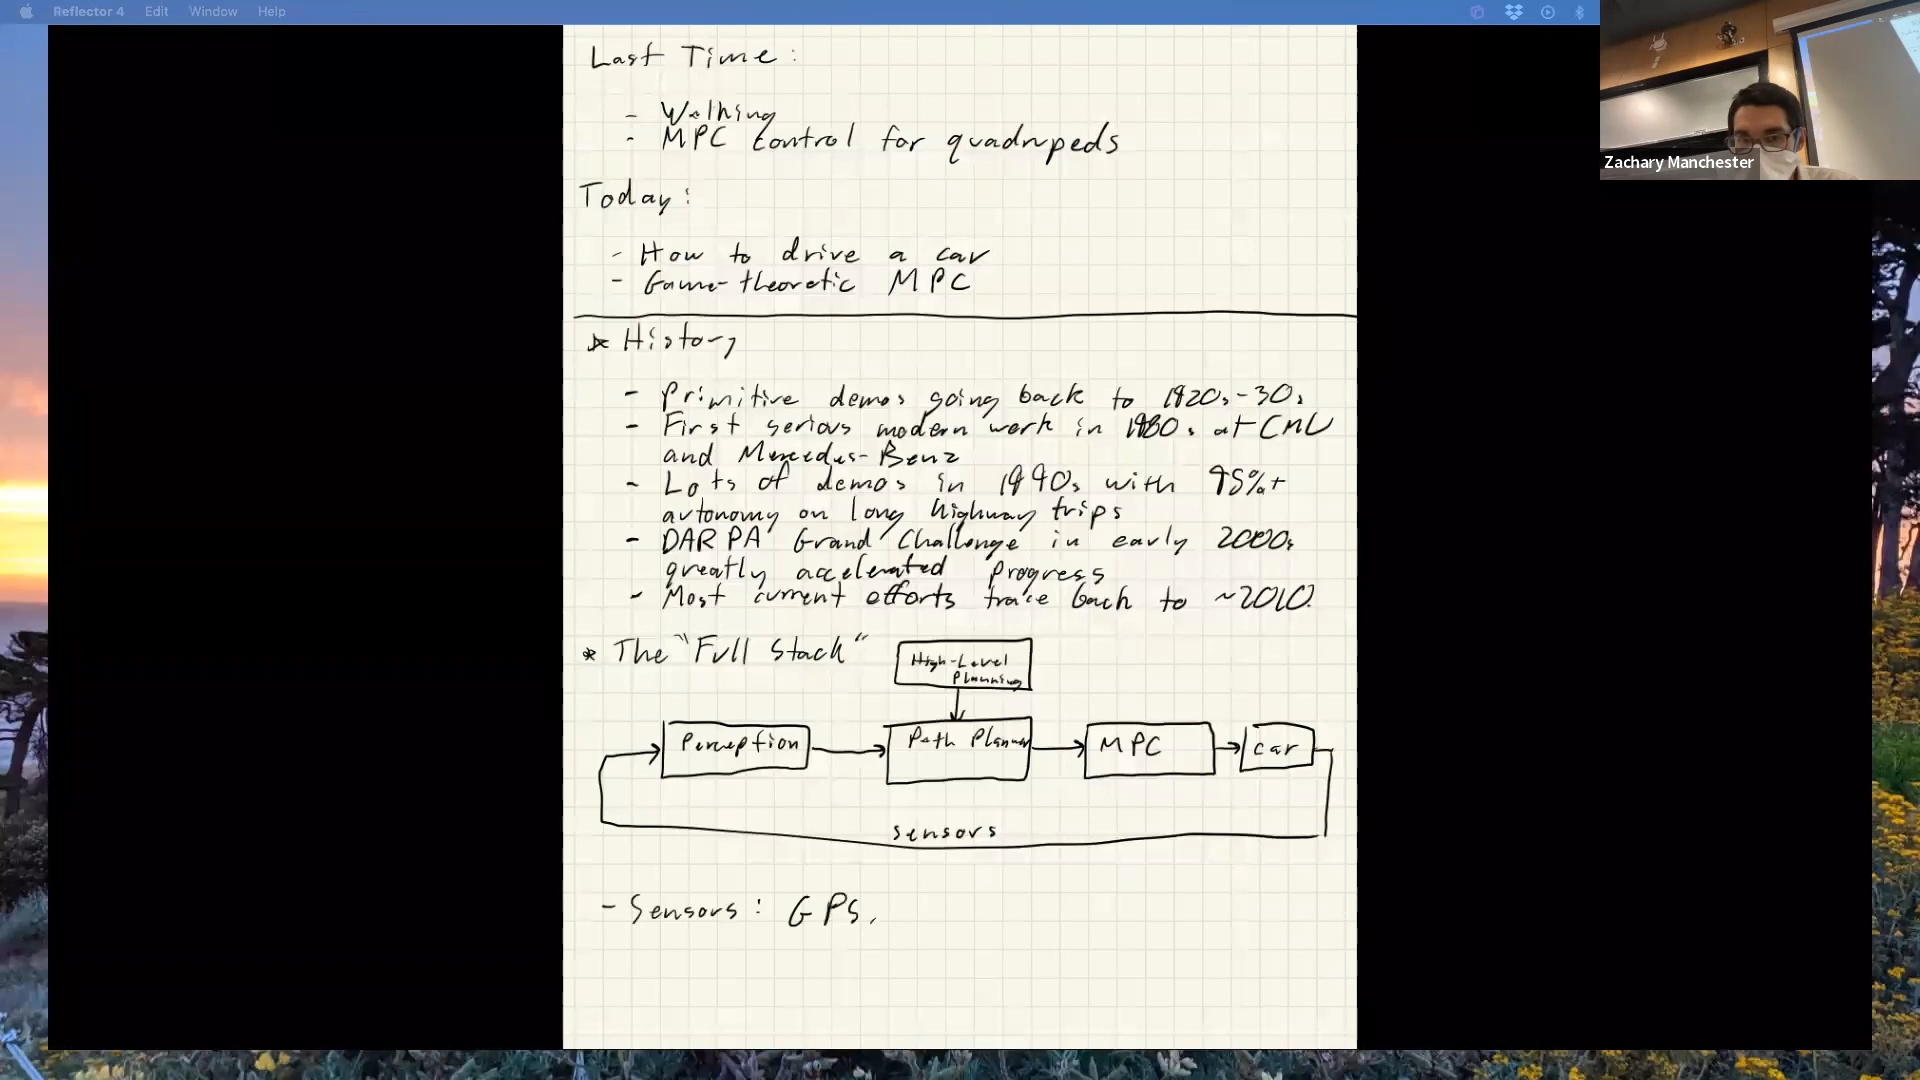 Reflector 4 Edit Window Help
Zachary Manchester
Last Time:
- Walking
- MPC control for quadrupeds
Today:
- How to drive a car
- Game-theoretic MPC
* History
- Primitive demos going back to 1920s-30s
- First serious modern work in 1980s at CMU
and Mercedes-Benz
- Lots of demos in 1990s with 95%+
autonomy on long highway trips
- DARPA Grand Challenge in early 2000s
greatly accelerated progress
- Most current efforts trace back to ~2010.
* The "Full Stack"
High-Level
Planning
Perception
Path Planner
MPC
car
sensors
- Sensors: GPS,